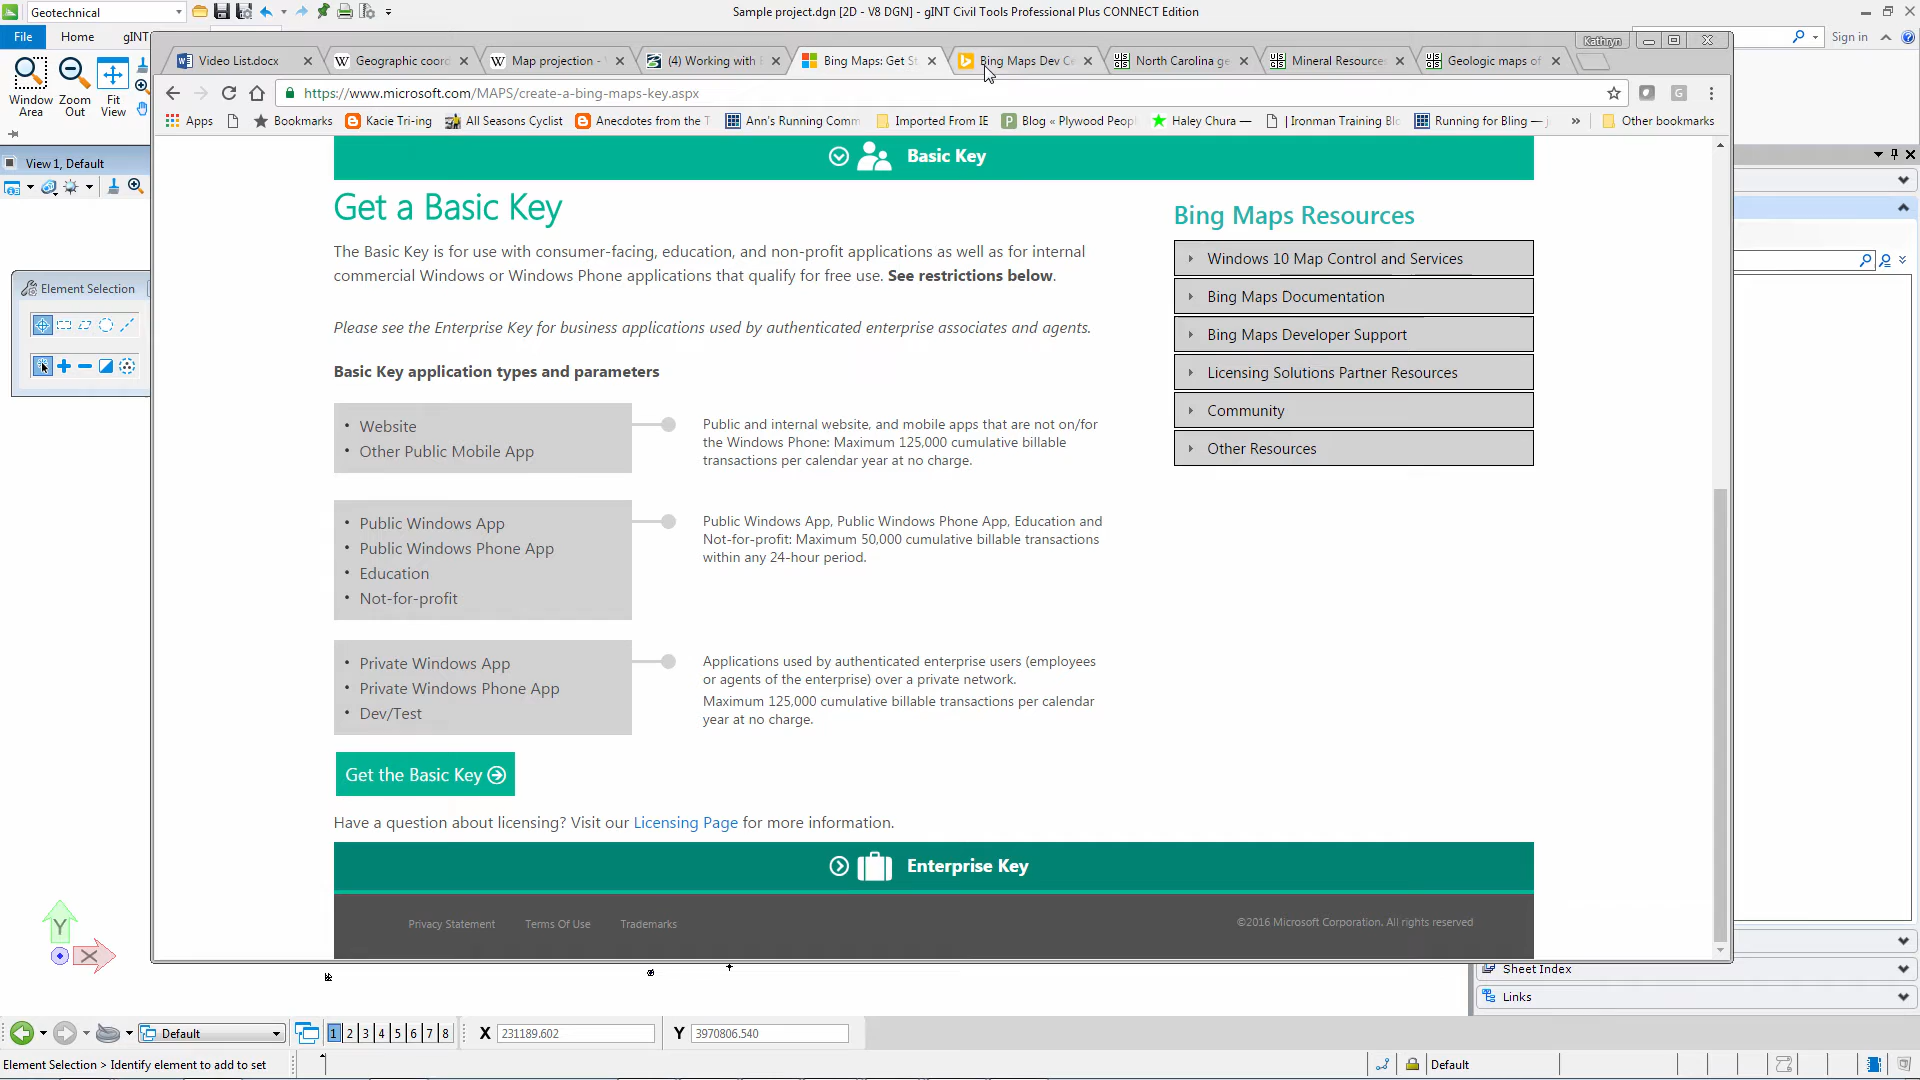 Geotechnical
Sample project.dgn [2D - V8 DGN] - gINT Civil Tools Professional Plus CONNECT Edition
File
Home
gINT
Sign in
Kathryn
Video List.docx
Geographic coord
Map projection -
(4) Working with
Bing Maps: Get St
Bing Maps Dev Ce
North Carolina ge
Mineral Resources
Geologic maps of
Window Area
Zoom Out
Fit View
https://www.microsoft.com/MAPS/create-a-bing-maps-key.aspx
Apps
Bookmarks
Kacie Tri-ing
All Seasons Cyclist
Anecdotes from the
Ann's Running Comm
Imported From IE
Blog « Plywood Peop
Haley Chura —
| Ironman Training Blo
Running for Bling —
Other bookmarks
View 1, Default
Basic Key
Get a Basic Key
The Basic Key is for use with consumer-facing, education, and non-profit applications as well as for internal
commercial Windows or Windows Phone applications that qualify for free use. See restrictions below.
Please see the Enterprise Key for business applications used by authenticated enterprise associates and agents.
Basic Key application types and parameters
• Website
• Other Public Mobile App
Public and internal website, and mobile apps that are not on/for
the Windows Phone: Maximum 125,000 cumulative billable
transactions per calendar year at no charge.
• Public Windows App
• Public Windows Phone App
• Education
• Not-for-profit
Public Windows App, Public Windows Phone App, Education and
Not-for-profit: Maximum 50,000 cumulative billable transactions
within any 24-hour period.
• Private Windows App
• Private Windows Phone App
• Dev/Test
Applications used by authenticated enterprise users (employees
or agents of the enterprise) over a private network.
Maximum 125,000 cumulative billable transactions per calendar
year at no charge.
Get the Basic Key
Have a question about licensing? Visit our Licensing Page for more information.
Enterprise Key
Privacy Statement
Terms Of Use
Trademarks
©2016 Microsoft Corporation. All rights reserved
Bing Maps Resources
Windows 10 Map Control and Services
Bing Maps Documentation
Bing Maps Developer Support
Licensing Solutions Partner Resources
Community
Other Resources
Element Selection
Y
X
Sheet Index
Links
Default
1 2 3 4 5 6 7 8
X 231189.602
Y 3970806.540
Element Selection > Identify element to add to set
Default